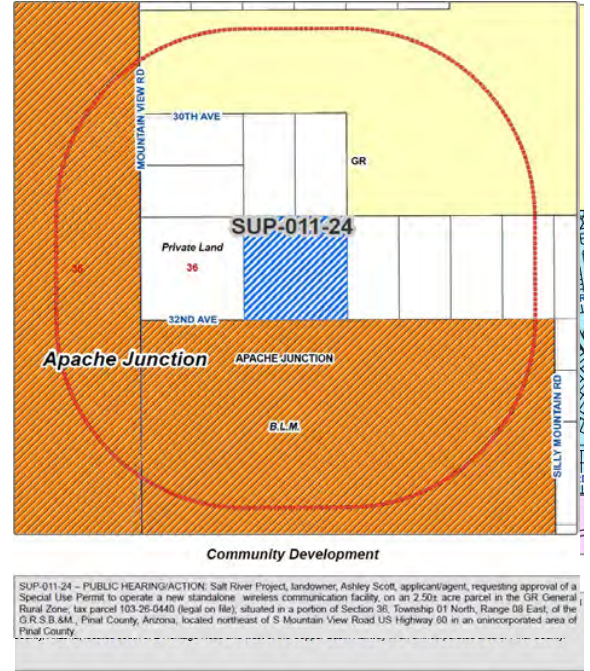 MOUNTAIN VIEW RD
30TH AVE
GR
SUP-011-24
Private Land
35
36
32ND AVE
Apache Junction
APACHE JUNCTION
B.L.M.
SILLY MOUNTAIN RD
Community Development
SUP-011-24 – PUBLIC HEARING/ACTION: Salt River Project, landowner, Ashley Scott, applicant/agent, requesting approval of a
Special Use Permit to operate a new standalone wireless communication facility, on an 2.50± acre parcel in the GR General
Rural Zone; tax parcel 103-26-0440 (legal on file), situated in a portion of Section 36, Township 01 North, Range 08 East, of the
G.R.S.B.&M., Pinal County, Arizona, located northeast of S Mountain View Road US Highway 60 in an unincorporated area of
Pinal County.